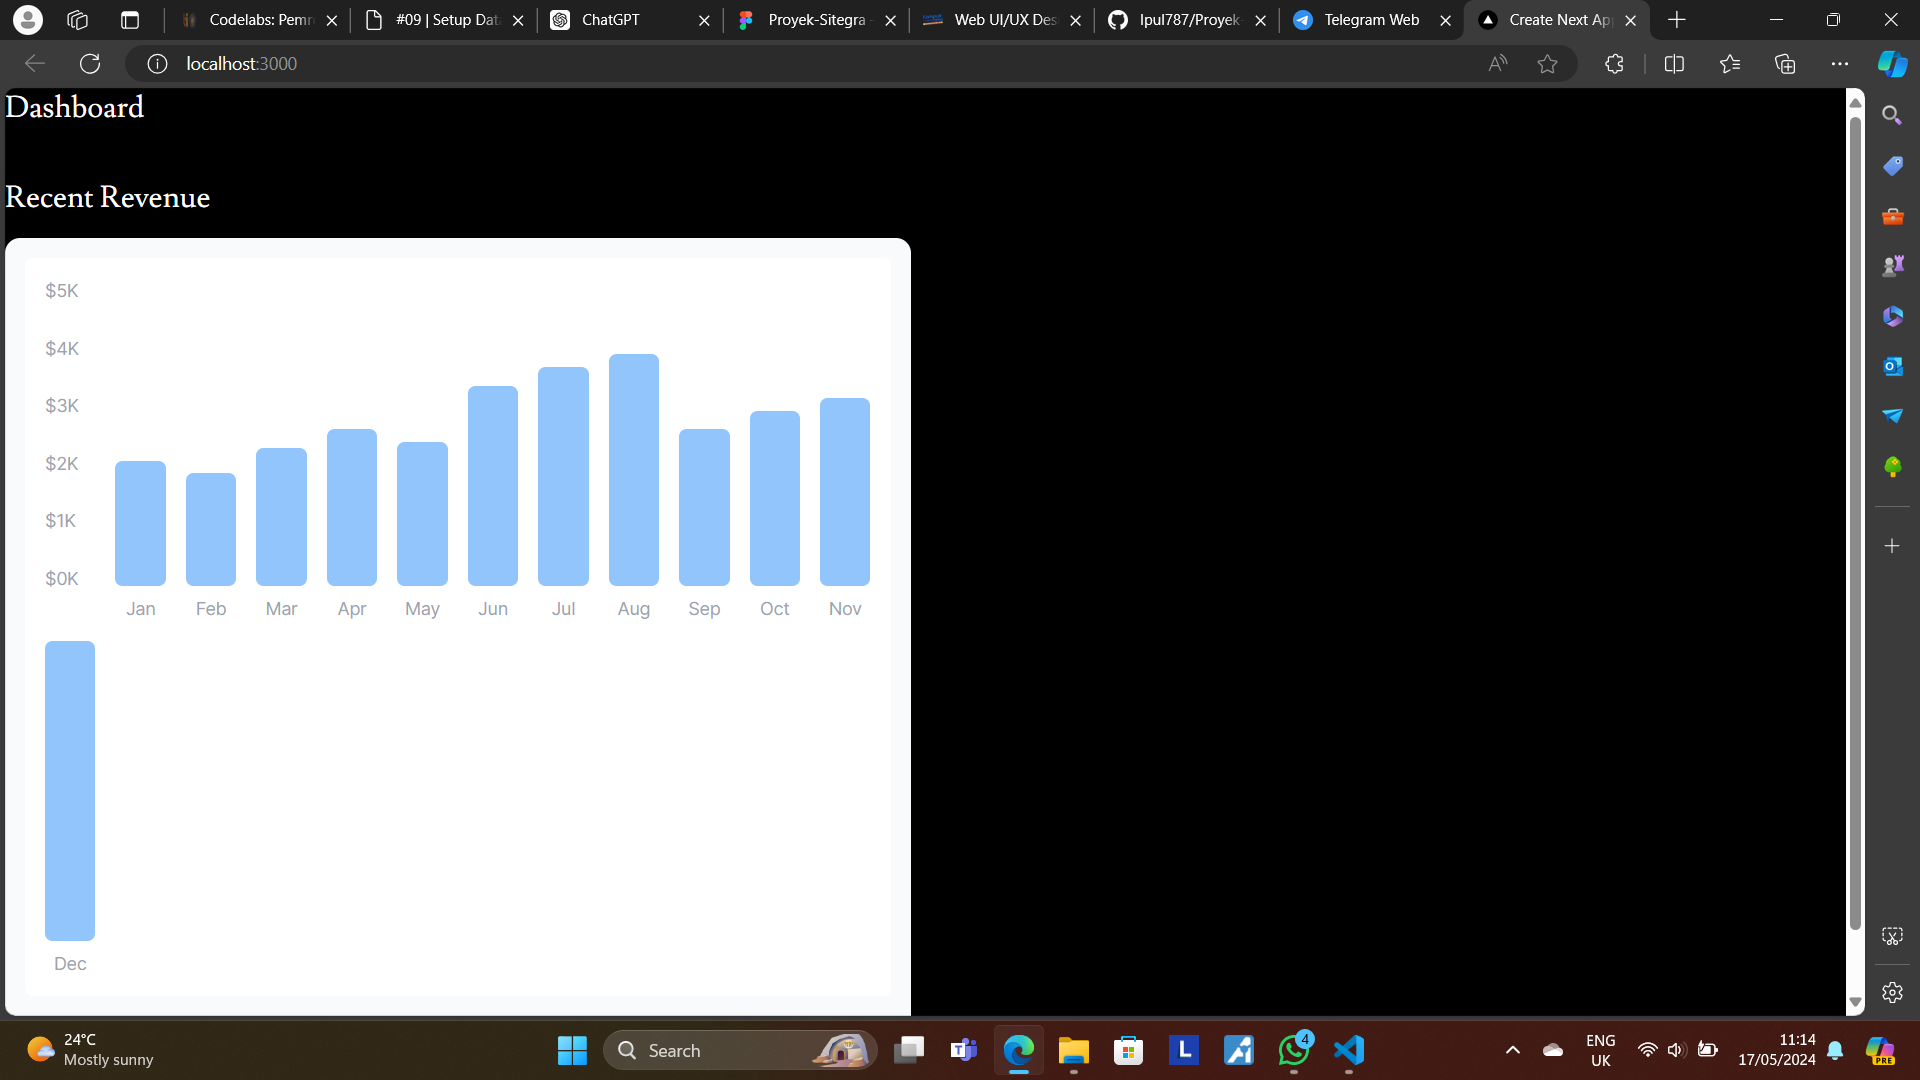 Codelabs: Pemr
#09 | Setup Dat
ChatGPT
Proyek-Sitegra -
Web UI/UX Des
Ipul787/Proyek-
Telegram Web
Create Next Ap
localhost:3000
Dashboard
Recent Revenue
$5K
$4K
$3K
$2K
$1K
$0K
Jan Feb Mar Apr May Jun Jul Aug Sep Oct Nov
Dec
24°C
Mostly sunny
Search
4
ENG
UK
11:14
17/05/2024
PRE